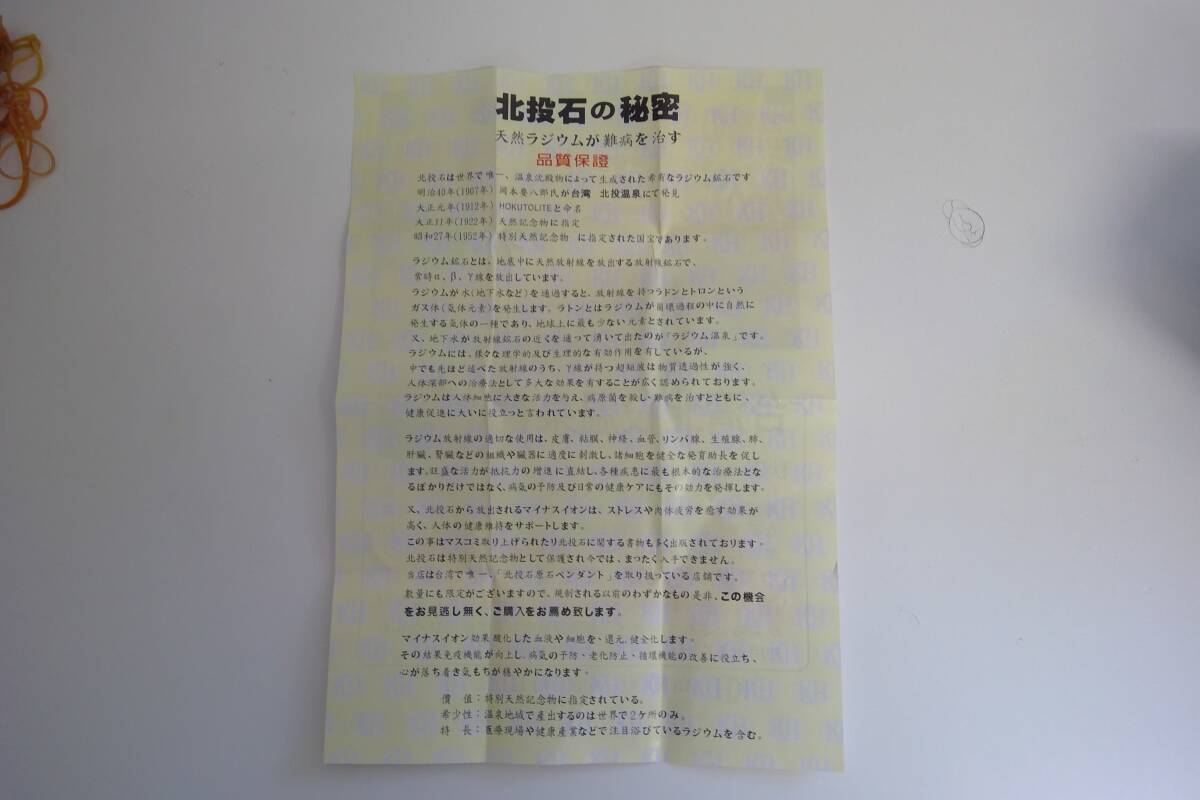 北投石の秘密
天然ラジウムが難病を治す
品質保證
北投石は世界で唯一、温泉沈殿物によって生成された希有なラジウム鉱石です
明治40年(1907年) 岡本要八郎氏が台湾 北投温泉にて発見
大正元年(1912年) HOKUTOLITEと命名
大正11年(1922年) 天然記念物に指定
昭和27年(1952年) 特別天然記念物 に指定された国宝であります。
ラジウム鉱石とは、地底中に天然放射線を放出する放射線鉱石で、
常時α、β、γ線を放出しています。
ラジウムが水(地下水など)を通過すると、放射線を持つラドンとトロンという
ガス体(気体元素)を発生します。ラトンとはラジウムが崩壊過程の中に自然に
発生する気体の一種であり、地球上に最も少ない元素とされています。
又、地下水が放射線鉱石の近くを通って湧いて出たのが「ラジウム温泉」です。
ラジウムには、様々な理学的及び生理的な有効作用を有しているが、
中でも先ほど述べた放射線のうち、γ線が持つ超短波は物質透過性が強く、
人体深部への治療法として多大な効果を有することが広く認められております。
ラジウムは人体細胞に大きな活力を与え、病原菌を殺し、難病を治すとともに、
健康促進に大いに役立っと言われています。
ラジウム放射線の適切な使用は、皮膚、粘膜、神経、血管、リンパ腺、生殖腺、肺、
肝臓、腎臓などの組織や臓器に適度に刺激し、諸細胞を健全な発育助長を促し
ます。旺盛な活力が抵抗力の増進に直結し、各種疾患に最も根本的な治療法とな
るぽかりだけではなく、病気の予防及び日常の健康ケアにもその効力を発揮します。
又、北投石から放出されるマイナスイオンは、ストレスや肉体疲労を癒す効果が
高く、人体の健康維持をサポートします。
この事はマスコミ取り上げられたり北投石に関する書物も多く出版されております。
北投石は特別天然記念物として保護され今では、まったく入手できません。
当店は台湾で唯一、「北投石原石ペンダント」を取り扱っている店舗です。
数量にも限定がございますので、規制される以前のわずかなもの是非、この機会
をお見逃し無く、ご購入をお薦め致します。
マイナスイオン効果酸化した血液や細胞を、還元、健全化します。
その結果免疫機能が向上し、病気の予防、老化防止、循環機能の改善に役立ち、
心が落ち着き気もちが穏やかになります。
價 值：特別天然記念物に指定されている。
希少性：温泉地域で産出するのは世界で2ケ所のみ。
特 長：医療現場や健康産業などで注目浴びているラジウムを含む。